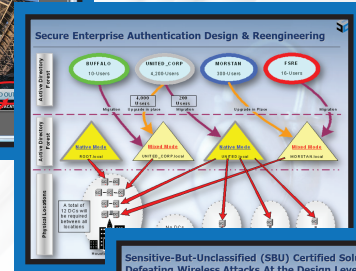 Secure Enterprise Authentication Design & Reengineering
Active Directory Forest
BUFFALO
10-Users
UNITED_CORP
4,200-Users
MORSTAN
300-Users
FSRE
16-Users
4,000 Users
200 Users
Migration
Upgrade in place
Migration
Upgrade in place
Migration
Active Directory Forest
Native Mode
ROOT.local
Mixed Mode
UNITED_CORP.local
Native Mode
UNIFIED.local
Mixed Mode
MORSTAN.local
Physical Locations
A total of 12 DCs will be required between all locations
No DCs
Sensitive-But-Unclassified (SBU) Certified Sol
Defeating Wireless Attacks At the Design Leve